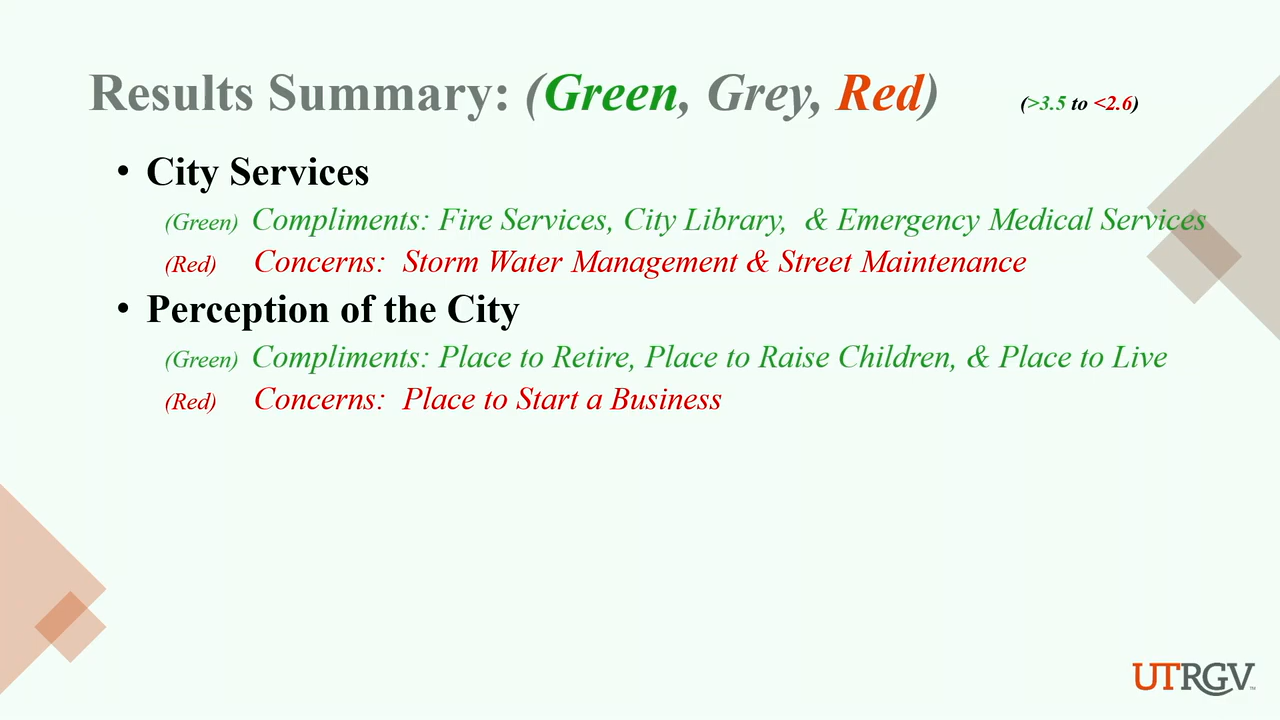 Results Summary: (Green, Grey, Red) (>3.5 to <2.6)
• City Services
(Green) Compliments: Fire Services, City Library, & Emergency Medical Services
(Red) Concerns: Storm Water Management & Street Maintenance
• Perception of the City
(Green) Compliments: Place to Retire, Place to Raise Children, & Place to Live
(Red) Concerns: Place to Start a Business
UTRGV™